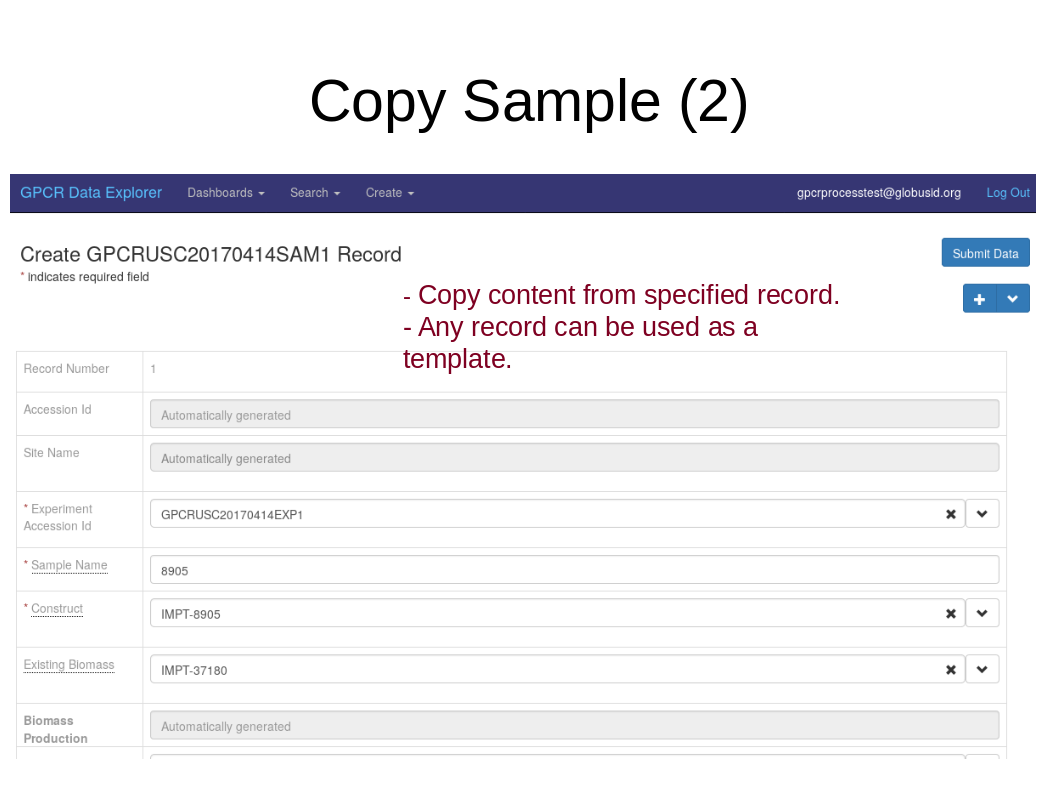 Copy Sample (2)
GPCR Data Explorer Dashboards Search Create gpcrprocesstest@globusid.org Log Out
Create GPCRUSC20170414SAM1 Record
Submit Data
* indicates required field
- Copy content from specified record.
- Any record can be used as a
template.
Record Number 1
Accession Id Automatically generated
Site Name Automatically generated
* Experiment
Accession Id
GPCRUSC20170414EXP1
* Sample Name 8905
* Construct IMPT-8905
Existing Biomass IMPT-37180
Biomass
Production
Automatically generated